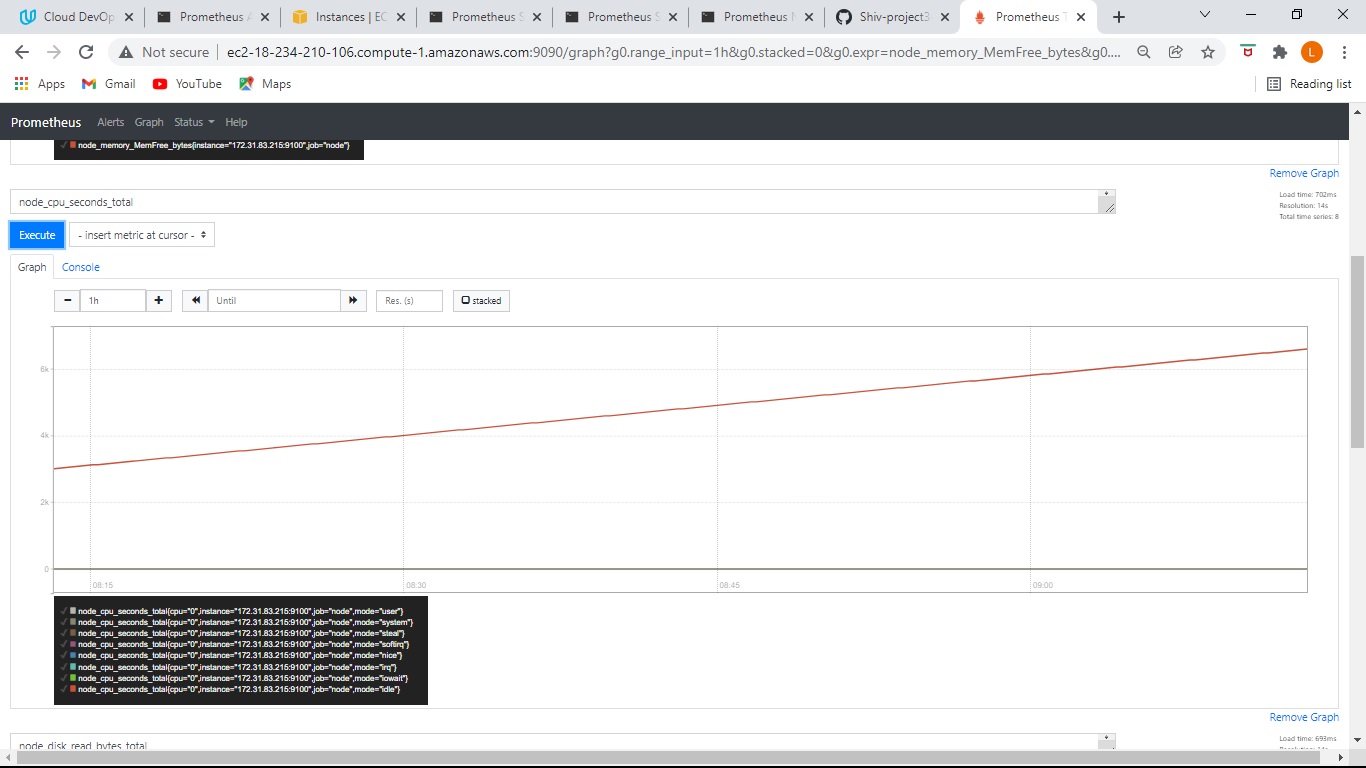 Cloud DevOp
Prometheus A
Instances | EC
Prometheus S
Prometheus S
Prometheus M
Shiv-project3
Prometheus T
Not secure
ec2-18-234-210-106.compute-1.amazonaws.com:9090/graph?g0.range_input=1h&g0.stacked=0&g0.expr=node_memory_MemFree_bytes&g0....
L
Apps
Gmail
YouTube
Maps
Reading list
Prometheus Alerts Graph Status Help
node_memory_MemFree_bytes{instance="172.31.83.215:9100",job="node"}
Remove Graph
node_cpu_seconds_total
Load time: 702ms
Resolution: 14s
Total time series: 8
Execute
- insert metric at cursor -
Graph
Console
1h
Until
Res. (s)
stacked
6k
4k
2k
0
08:15
08:30
08:45
09:00
node_cpu_seconds_total{cpu="0",instance="172.31.83.215:9100",job="node",mode="user"}
node_cpu_seconds_total{cpu="0",instance="172.31.83.215:9100",job="node",mode="system"}
node_cpu_seconds_total{cpu="0",instance="172.31.83.215:9100",job="node",mode="steal"}
node_cpu_seconds_total{cpu="0",instance="172.31.83.215:9100",job="node",mode="softirq"}
node_cpu_seconds_total{cpu="0",instance="172.31.83.215:9100",job="node",mode="nice"}
node_cpu_seconds_total{cpu="0",instance="172.31.83.215:9100",job="node",mode="irq"}
node_cpu_seconds_total{cpu="0",instance="172.31.83.215:9100",job="node",mode="iowait"}
node_cpu_seconds_total{cpu="0",instance="172.31.83.215:9100",job="node",mode="idle"}
Remove Graph
node_disk_read_bytes_total
Load time: 693ms